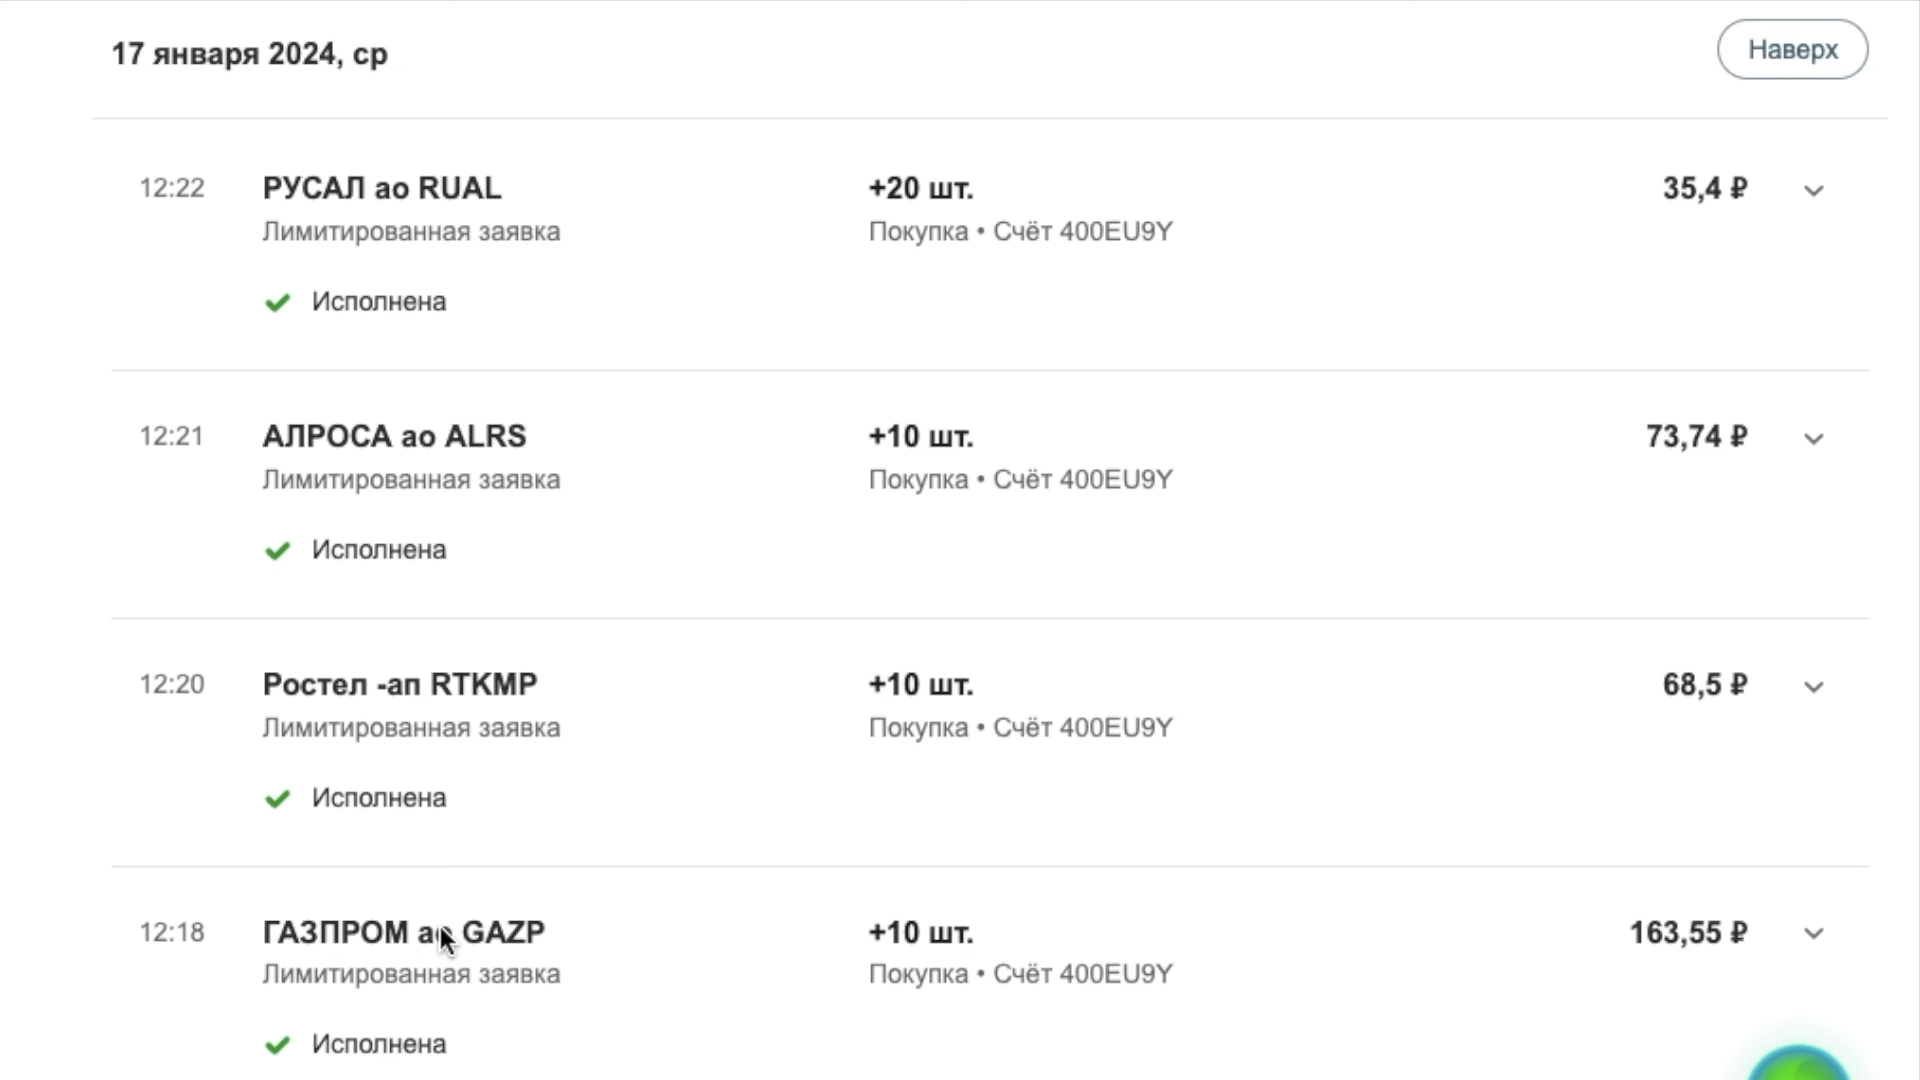 17 января 2024, ср
Наверх
12:22 РУСАЛ ао RUAL +20 шт. 35,4 ₽
Лимитированная заявка Покупка • Счёт 400EU9Y
Исполнена
12:21 АЛРОСА ао ALRS +10 шт. 73,74 ₽
Лимитированная заявка Покупка • Счёт 400EU9Y
Исполнена
12:20 Ростел -ап RTKMP +10 шт. 68,5 ₽
Лимитированная заявка Покупка • Счёт 400EU9Y
Исполнена
12:18 ГАЗПРОМ ао GAZP +10 шт. 163,55 ₽
Лимитированная заявка Покупка • Счёт 400EU9Y
Исполнена